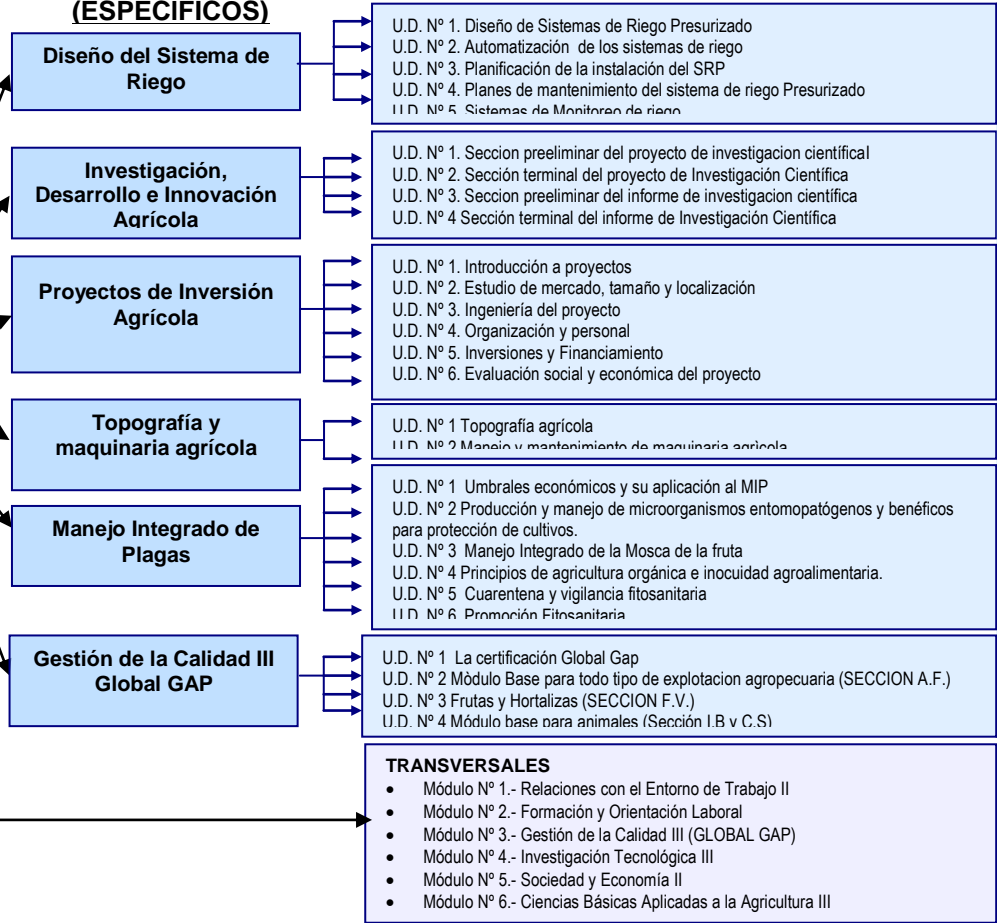 (ESPECÍFICOS)
Diseño del Sistema de
Riego
U.D. Nº 1. Diseño de Sistemas de Riego Presurizado
U.D. Nº 2. Automatización de los sistemas de riego
U.D. Nº 3. Planificación de la instalación del SRP
U.D. Nº 4. Planes de mantenimiento del sistema de riego Presurizado
U.D. Nº 5. Sistemas de Monitoreo de riego
Investigación,
Desarrollo e Innovación
Agrícola
U.D. Nº 1. Seccion preeliminar del proyecto de investigacion científical
U.D. Nº 2. Sección terminal del proyecto de Investigación Científica
U.D. Nº 3. Seccion preeliminar del informe de investigacion científica
U.D. Nº 4 Sección terminal del informe de Investigación Científica
Proyectos de Inversión
Agrícola
U.D. Nº 1. Introducción a proyectos
U.D. Nº 2. Estudio de mercado, tamaño y localización
U.D. Nº 3. Ingeniería del proyecto
U.D. Nº 4. Organización y personal
U.D. Nº 5. Inversiones y Financiamiento
U.D. Nº 6. Evaluación social y económica del proyecto
Topografía y
maquinaria agrícola
U.D. Nº 1 Topografía agrícola
U.D. Nº 2 Manejo y mantenimiento de maquinaria agrìcola
Manejo Integrado de
Plagas
U.D. Nº 1 Umbrales económicos y su aplicación al MIP
U.D. Nº 2 Producción y manejo de microorganismos entomopatógenos y benéficos
para protección de cultivos.
U.D. Nº 3 Manejo Integrado de la Mosca de la fruta
U.D. Nº 4 Principios de agricultura orgánica e inocuidad agroalimentaria.
U.D. Nº 5 Cuarentena y vigilancia fitosanitaria
U.D. Nº 6 Promoción Fitosanitaria
Gestión de la Calidad III
Global GAP
U.D. Nº 1 La certificación Global Gap
U.D. Nº 2 Mòdulo Base para todo tipo de explotacion agropecuaria (SECCION A.F.)
U.D. Nº 3 Frutas y Hortalizas (SECCION F.V.)
U.D. Nº 4 Módulo base para animales (Sección I.B y C.S)
TRANSVERSALES
• Módulo Nº 1.- Relaciones con el Entorno de Trabajo II
• Módulo Nº 2.- Formación y Orientación Laboral
• Módulo Nº 3.- Gestión de la Calidad III (GLOBAL GAP)
• Módulo Nº 4.- Investigación Tecnológica III
• Módulo Nº 5.- Sociedad y Economía II
• Módulo Nº 6.- Ciencias Básicas Aplicadas a la Agricultura III